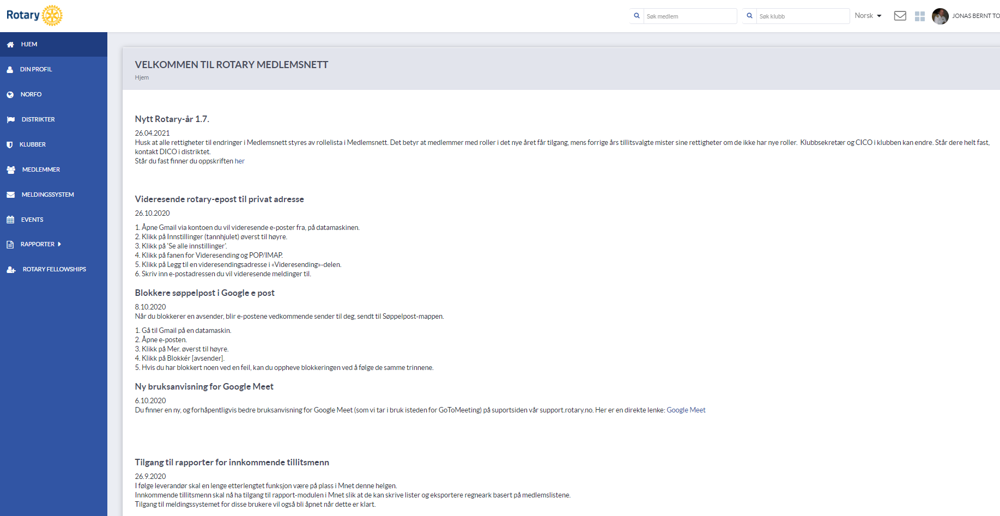 Rotary
Søk medlem
Søk klubb
Norsk
JONAS BERNT TO
HJEM
DIN PROFIL
NORFO
DISTRIKTER
KLUBBER
MEDLEMMER
MELDINGSSYSTEM
EVENTS
RAPPORTER
ROTARY FELLOWSHIPS
VELKOMMEN TIL ROTARY MEDLEMSNETT
Hjem
Nytt Rotary-år 1.7.
26.04.2021
Husk at alle rettigheter til endringer i Medlemsnett styres av rollelista i Medlemsnett. Det betyr at medlemmer med roller i det nye året får tilgang, mens forrige års tillitsvalgte mister sine rettigheter om de ikke har nye roller.  Klubbsekretær og CICO i klubben kan endre. Står dere helt fast,
kontakt DICO i distriktet.
Står du fast finner du oppskriften her
Videresende rotary-epost til privat adresse
26.10.2020
1. Åpne Gmail via kontoen du vil videresende e-poster fra, på datamaskinen.
2. Klikk på Innstillinger (tannhjulet) øverst til høyre.
3. Klikk på 'Se alle innstillinger'.
4. Klikk på fanen for Videresending og POP/IMAP.
5. Klikk på Legg til en videresendingsadresse i «Videresending»-delen.
6. Skriv inn e-postadressen du vil videresende meldinger til.
Blokkere søppelpost i Google e post
8.10.2020
Når du blokkerer en avsender, blir e-postene vedkommende sender til deg, sendt til Søppelpost-mappen.
1. Gå til Gmail på en datamaskin.
2. Åpne e-posten.
3. Klikk på Mer. øverst til høyre.
4. Klikk på Blokkér [avsender].
5. Hvis du har blokkert noen ved en feil, kan du oppheve blokkeringen ved å følge de samme trinnene.
Ny bruksanvisning for Google Meet
6.10.2020
Du finner en ny, og forhåpentligvis bedre bruksanvisning for Google Meet (som vi tar i bruk isteden for GoToMeeting) på suportsiden vår support.rotary.no. Her er en direkte lenke: Google Meet
Tilgang til rapporter for innkommende tillitsmenn
26.9.2020
I følge leverandør skal en lenge etterlengtet funksjon være på plass i Mnet denne helgen.
Innkommende tillitsmenn skal nå ha tilgang til rapport-modulen i Mnet slik at de kan skrive lister og eksportere regneark basert på medlemslistene.
Tilgang til meldingssystemet for disse brukere vil også bli åpnet når dette er klart.